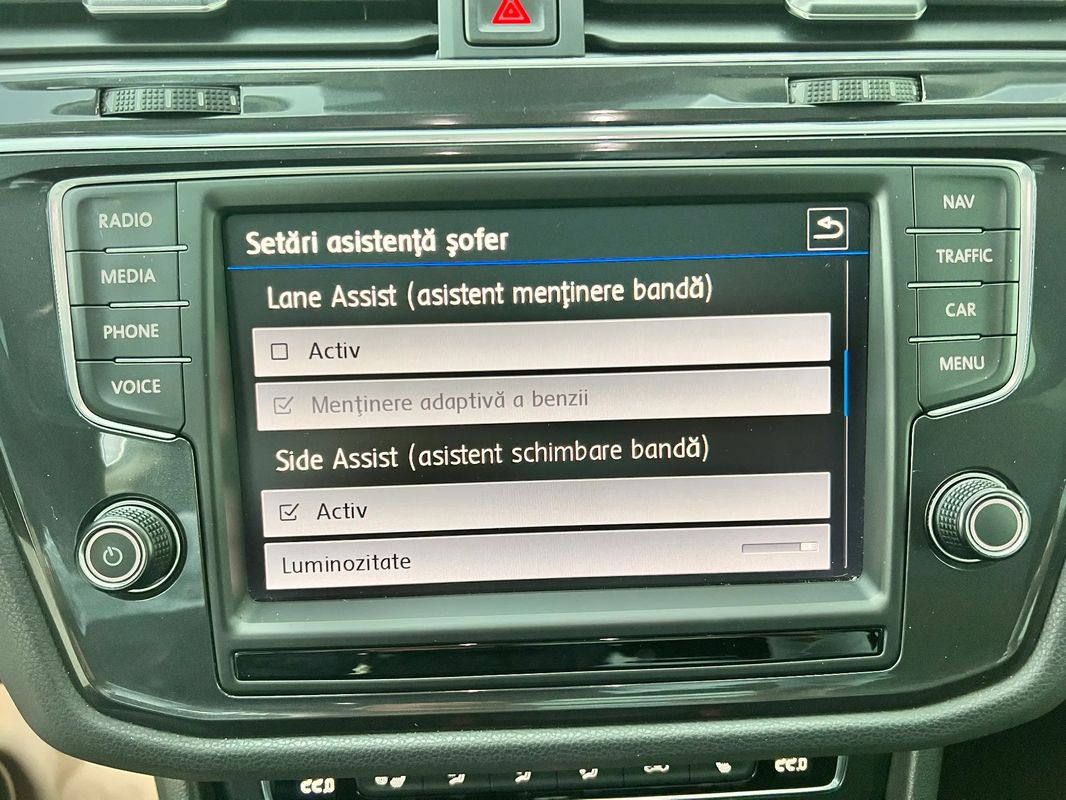 RADIO
MEDIA
PHONE
VOICE
Setări asistenţă şofer
Lane Assist (asistent menţinere bandă)
Activ
Menţinere adaptivă a benzii
Side Assist (asistent schimbare bandă)
Activ
Luminozitate
NAV
TRAFFIC
CAR
MENU